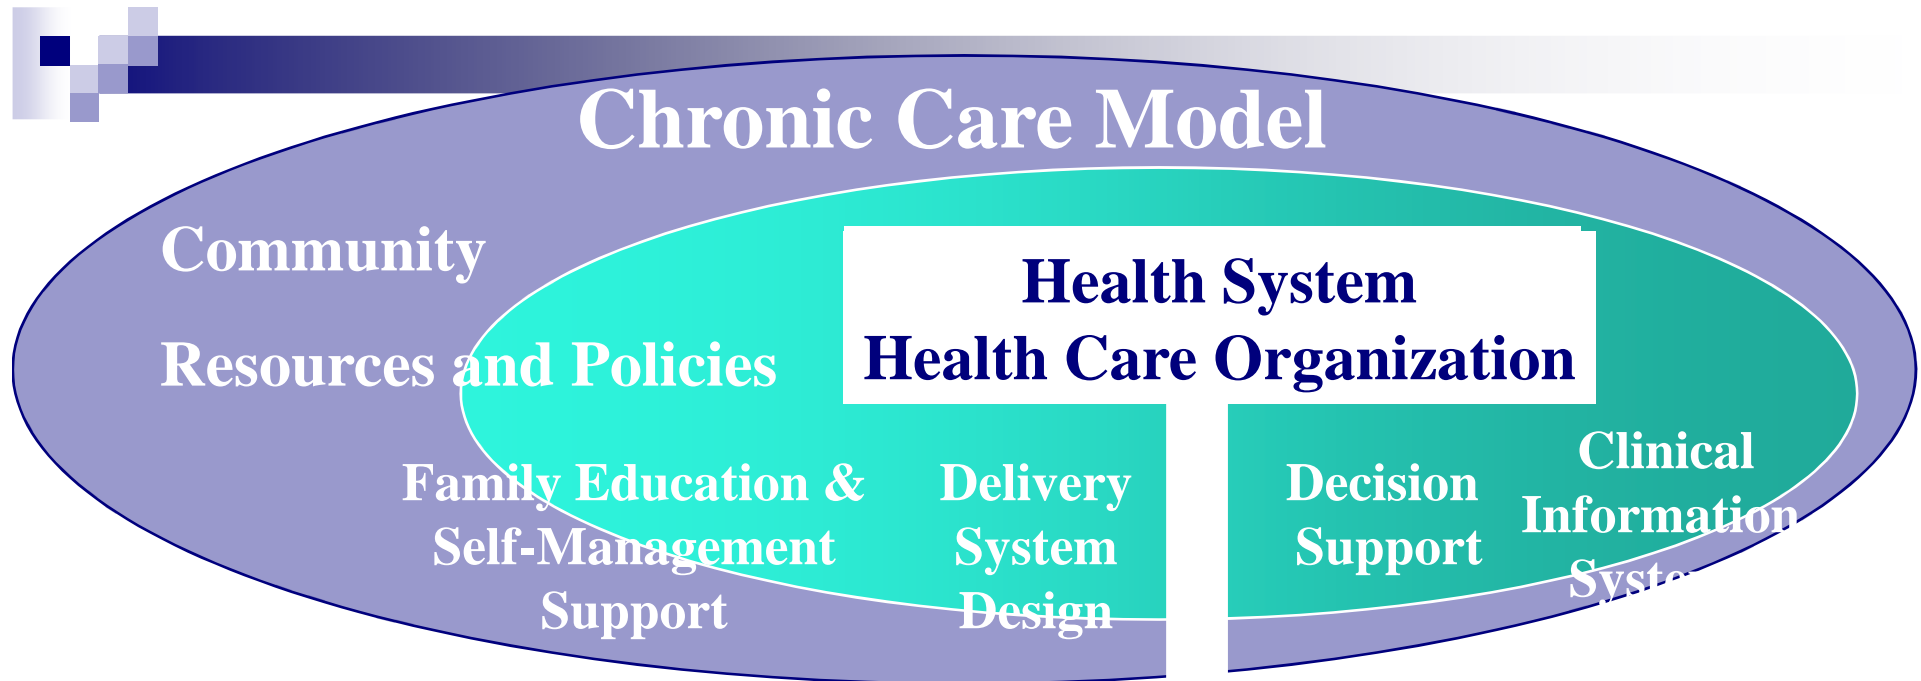 Chronic Care Model
Community
Resources and Policies
Health System
Health Care Organization
Family Education &
Self-Management
Support
Delivery
System
Design
Decision
Support
Clinical
Information